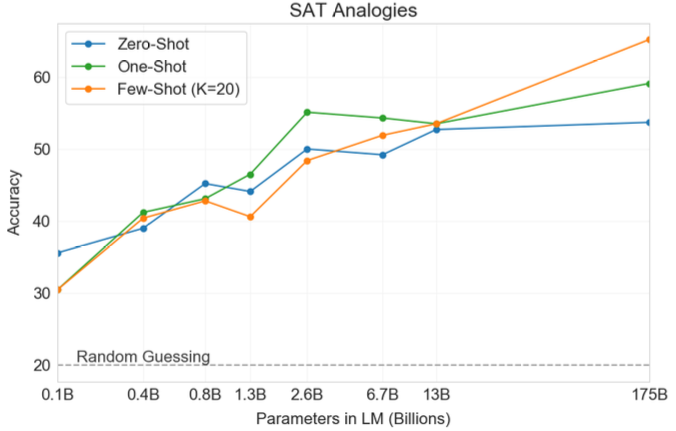 SAT Analogies
Zero-Shot
One-Shot
Few-Shot (K=20)
60
50
40
30
20
Accuracy
Random Guessing
0.1B 0.4B 0.8B 1.3B 2.6B 6.7B 13B 175B
Parameters in LM (Billions)